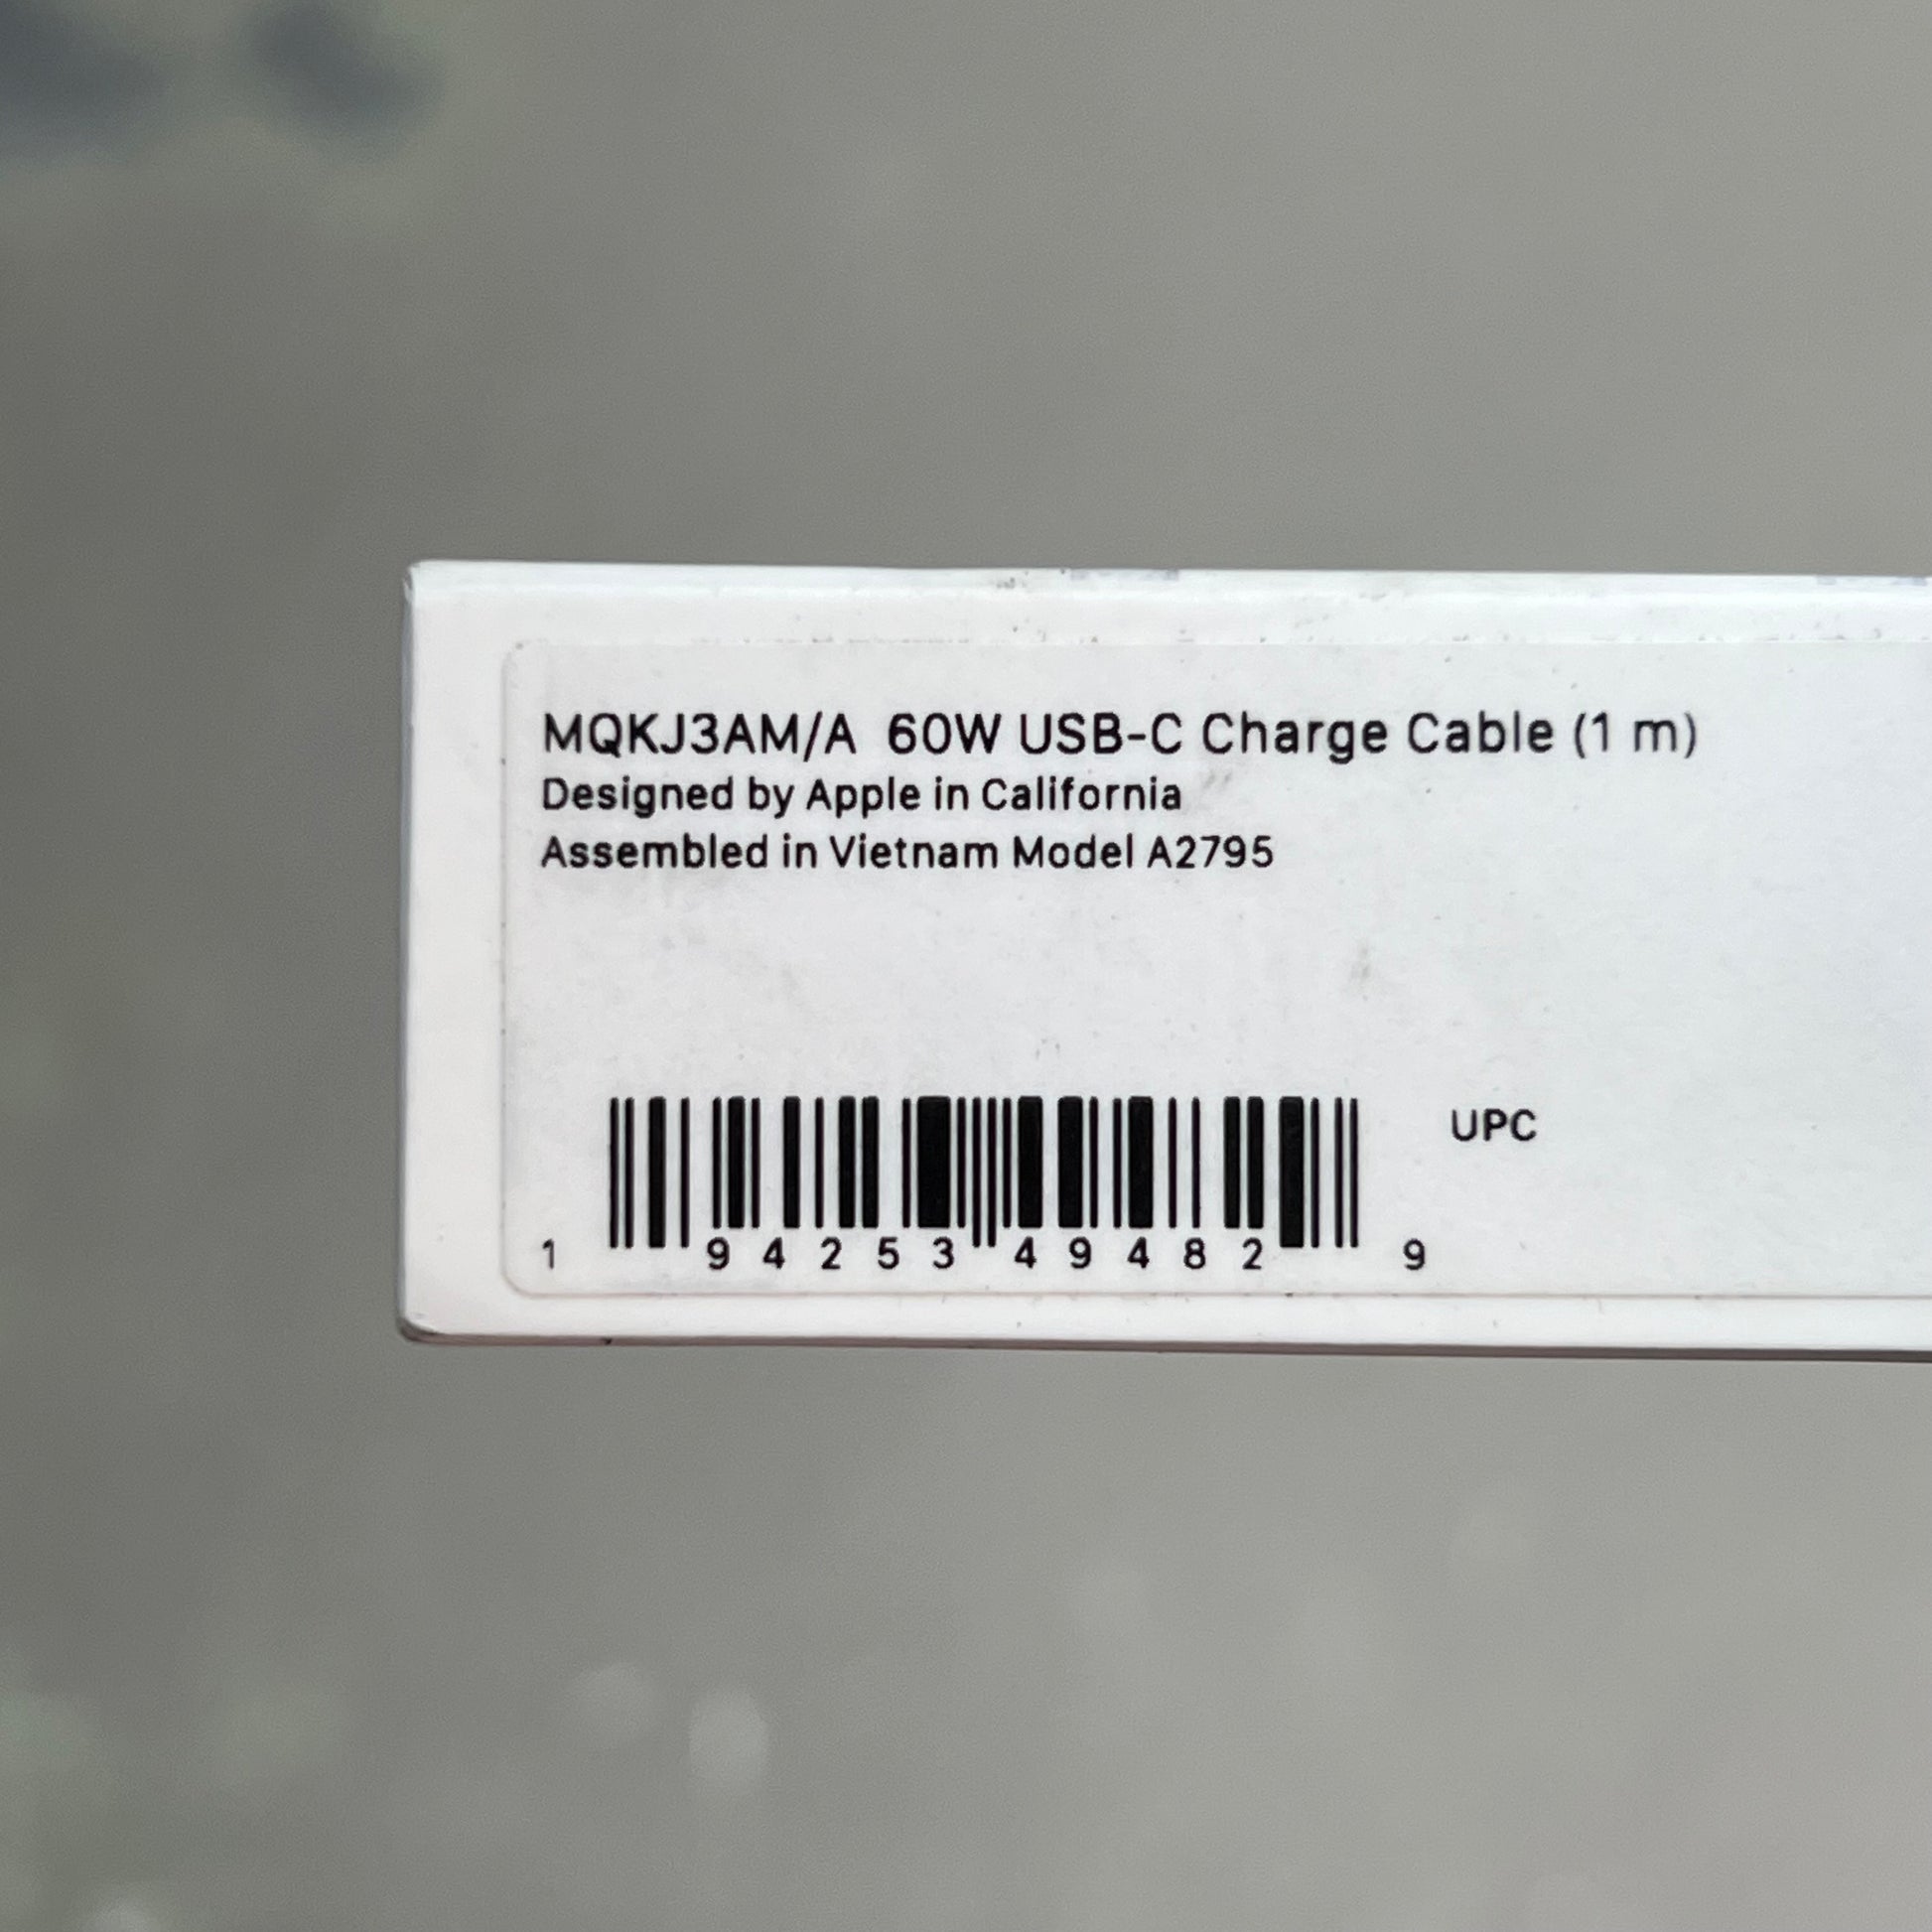 MQKJ3AM/A 60W USB-C Charge Cable (1 m)
Designed by Apple in California
Assembled in Vietnam Model A2795
UPC
1 94253 49482 9